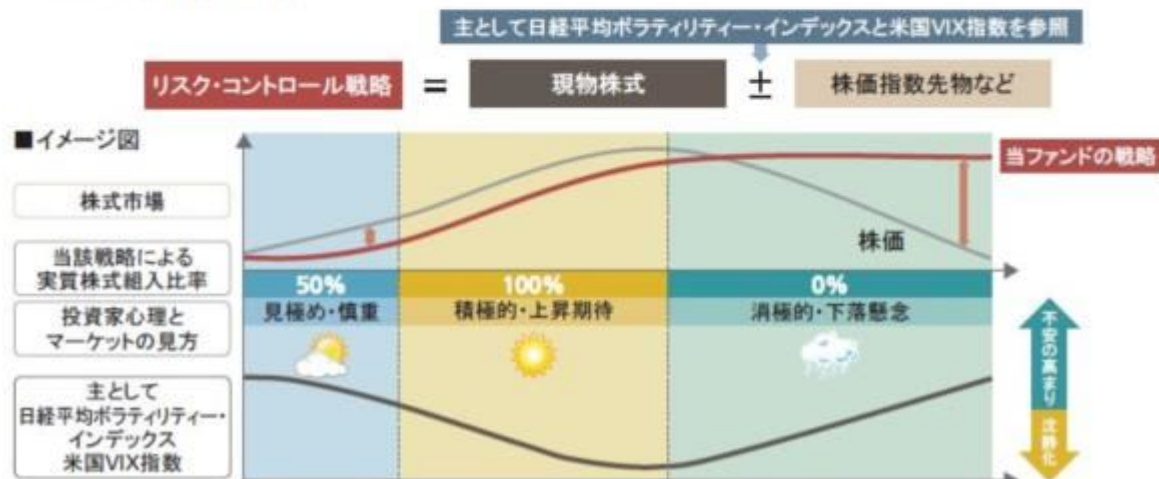 主として日経平均ボラティリティー・インデックスと米国VIX指数を参照
リスク・コントロール戦略 = 現物株式 ± 株価指数先物など
■イメージ図
当ファンドの戦略
株式市場
株価
当該戦略による
実質株式組入比率
50% 100% 0%
投資家心理と
マーケットの見方
見極め・慎重 積極的・上昇期待 消極的・下落懸念
主として
日経平均ボラティリティー・
インデックス
米国VIX指数
不安の高まり
沈静化